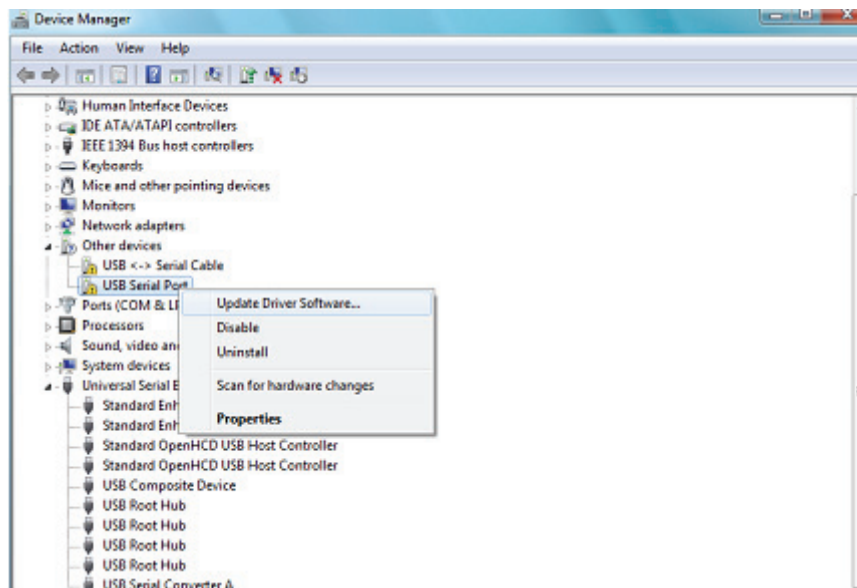 Device Manager
File Action View Help
Human Interface Devices
IDE ATA/ATAPI controllers
IEEE 1394 Bus host controllers
Keyboards
Mice and other pointing devices
Monitors
Network adapters
Other devices
USB <-> Serial Cable
USB Serial Port
Update Driver Software...
Ports (COM & LP
Disable
Processors
Uninstall
Sound, video an
System devices
Scan for hardware changes
Universal Serial B
Standard Enh
Properties
Standard Enh
Standard OpenHCD USB Host Controller
Standard OpenHCD USB Host Controller
USB Composite Device
USB Root Hub
USB Root Hub
USB Root Hub
USB Root Hub
USB Serial Converter A